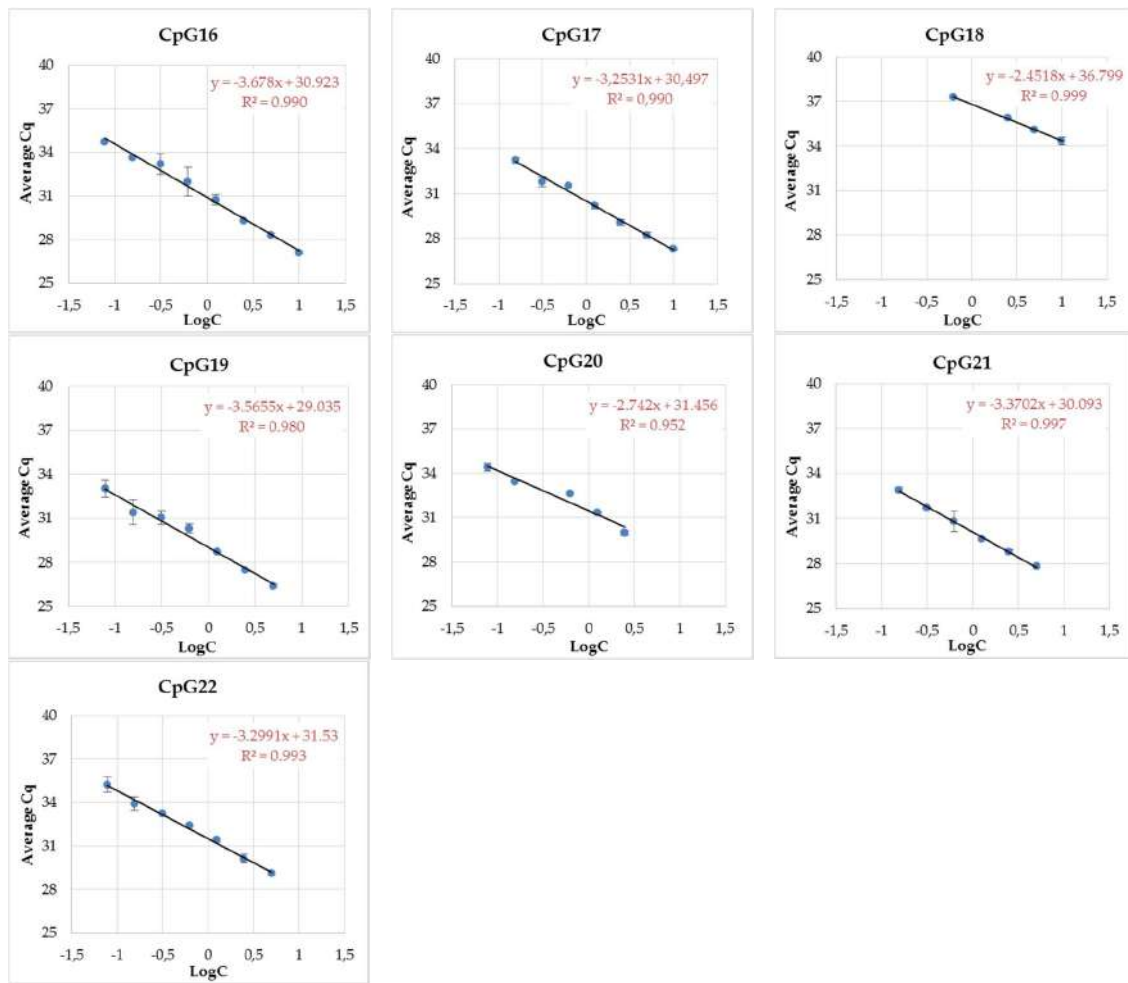 CpG16
y = -3.678x + 30.923
R² = 0.990
Average Cq
40
37
34
31
28
25
-1,5 -1 -0,5 0 0,5 1 1,5
LogC
CpG17
y = -3,2531x + 30,497
R² = 0,990
Average Cq
40
37
34
31
28
25
-1,5 -1 -0,5 0 0,5 1 1,5
LogC
CpG18
y = -2.4518x + 36.799
R² = 0.999
Average Cq
40
37
34
31
28
25
-1,5 -1 -0,5 0 0,5 1 1,5
LogC
CpG19
y = -3.5655x + 29.035
R² = 0.980
Average Cq
40
37
34
31
28
25
-1,5 -1 -0,5 0 0,5 1 1,5
LogC
CpG20
y = -2.742x + 31.456
R² = 0.952
Average Cq
40
37
34
31
28
25
-1,5 -1 -0,5 0 0,5 1 1,5
LogC
CpG21
y = -3.3702x + 30.093
R² = 0.997
Average Cq
40
37
34
31
28
25
-1,5 -1 -0,5 0 0,5 1 1,5
LogC
CpG22
y = -3.2991x + 31.53
R² = 0.993
Average Cq
40
37
34
31
28
25
-1,5 -1 -0,5 0 0,5 1 1,5
LogC